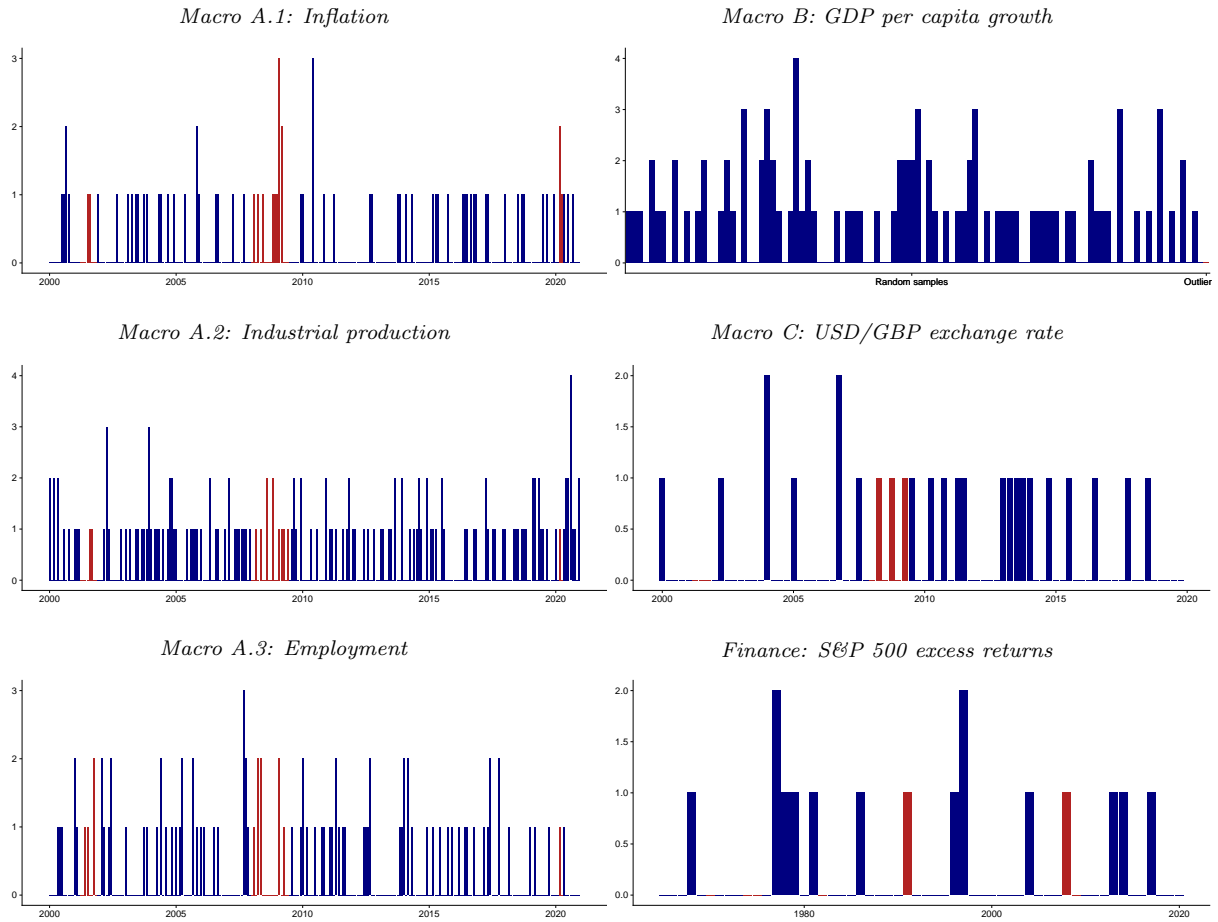 Macro A.1: Inflation
3
2
1
0
2000 2005 2010 2015 2020
Macro B: GDP per capita growth
4
3
2
1
0
Random samples Outlier
Macro A.2: Industrial production
4
3
2
1
0
2000 2005 2010 2015 2020
Macro C: USD/GBP exchange rate
2.0
1.5
1.0
0.5
0.0
2000 2005 2010 2015 2020
Macro A.3: Employment
3
2
1
0
2000 2005 2010 2015 2020
Finance: S&P 500 excess returns
2.0
1.5
1.0
0.5
0.0
1980 2000 2020